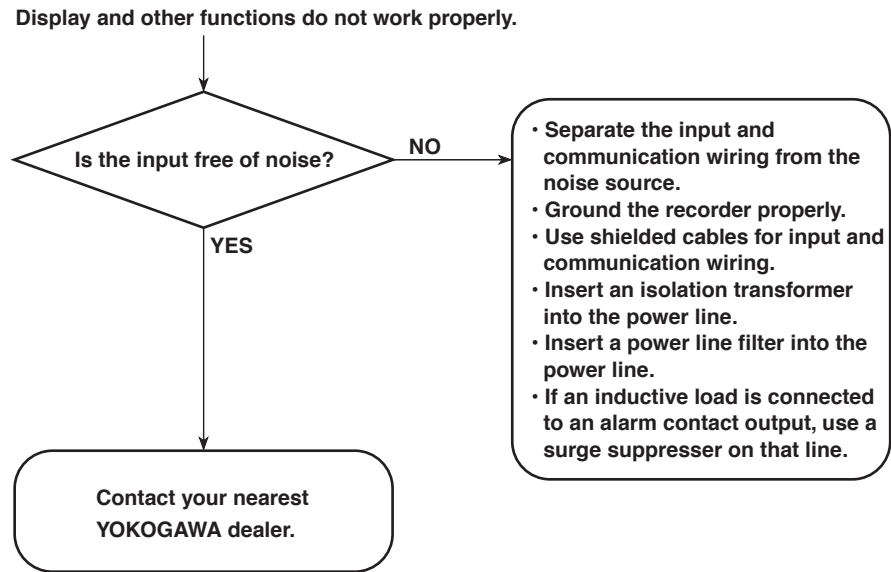 Display and other functions do not work properly.
Is the input free of noise?
NO
YES
・Separate the input and
communication wiring from the
noise source.
・Ground the recorder properly.
・Use shielded cables for input and
communication wiring.
・Insert an isolation transformer
into the power line.
・Insert a power line filter into the
power line.
・If an inductive load is connected
to an alarm contact output, use a
surge suppresser on that line.
Contact your nearest
YOKOGAWA dealer.